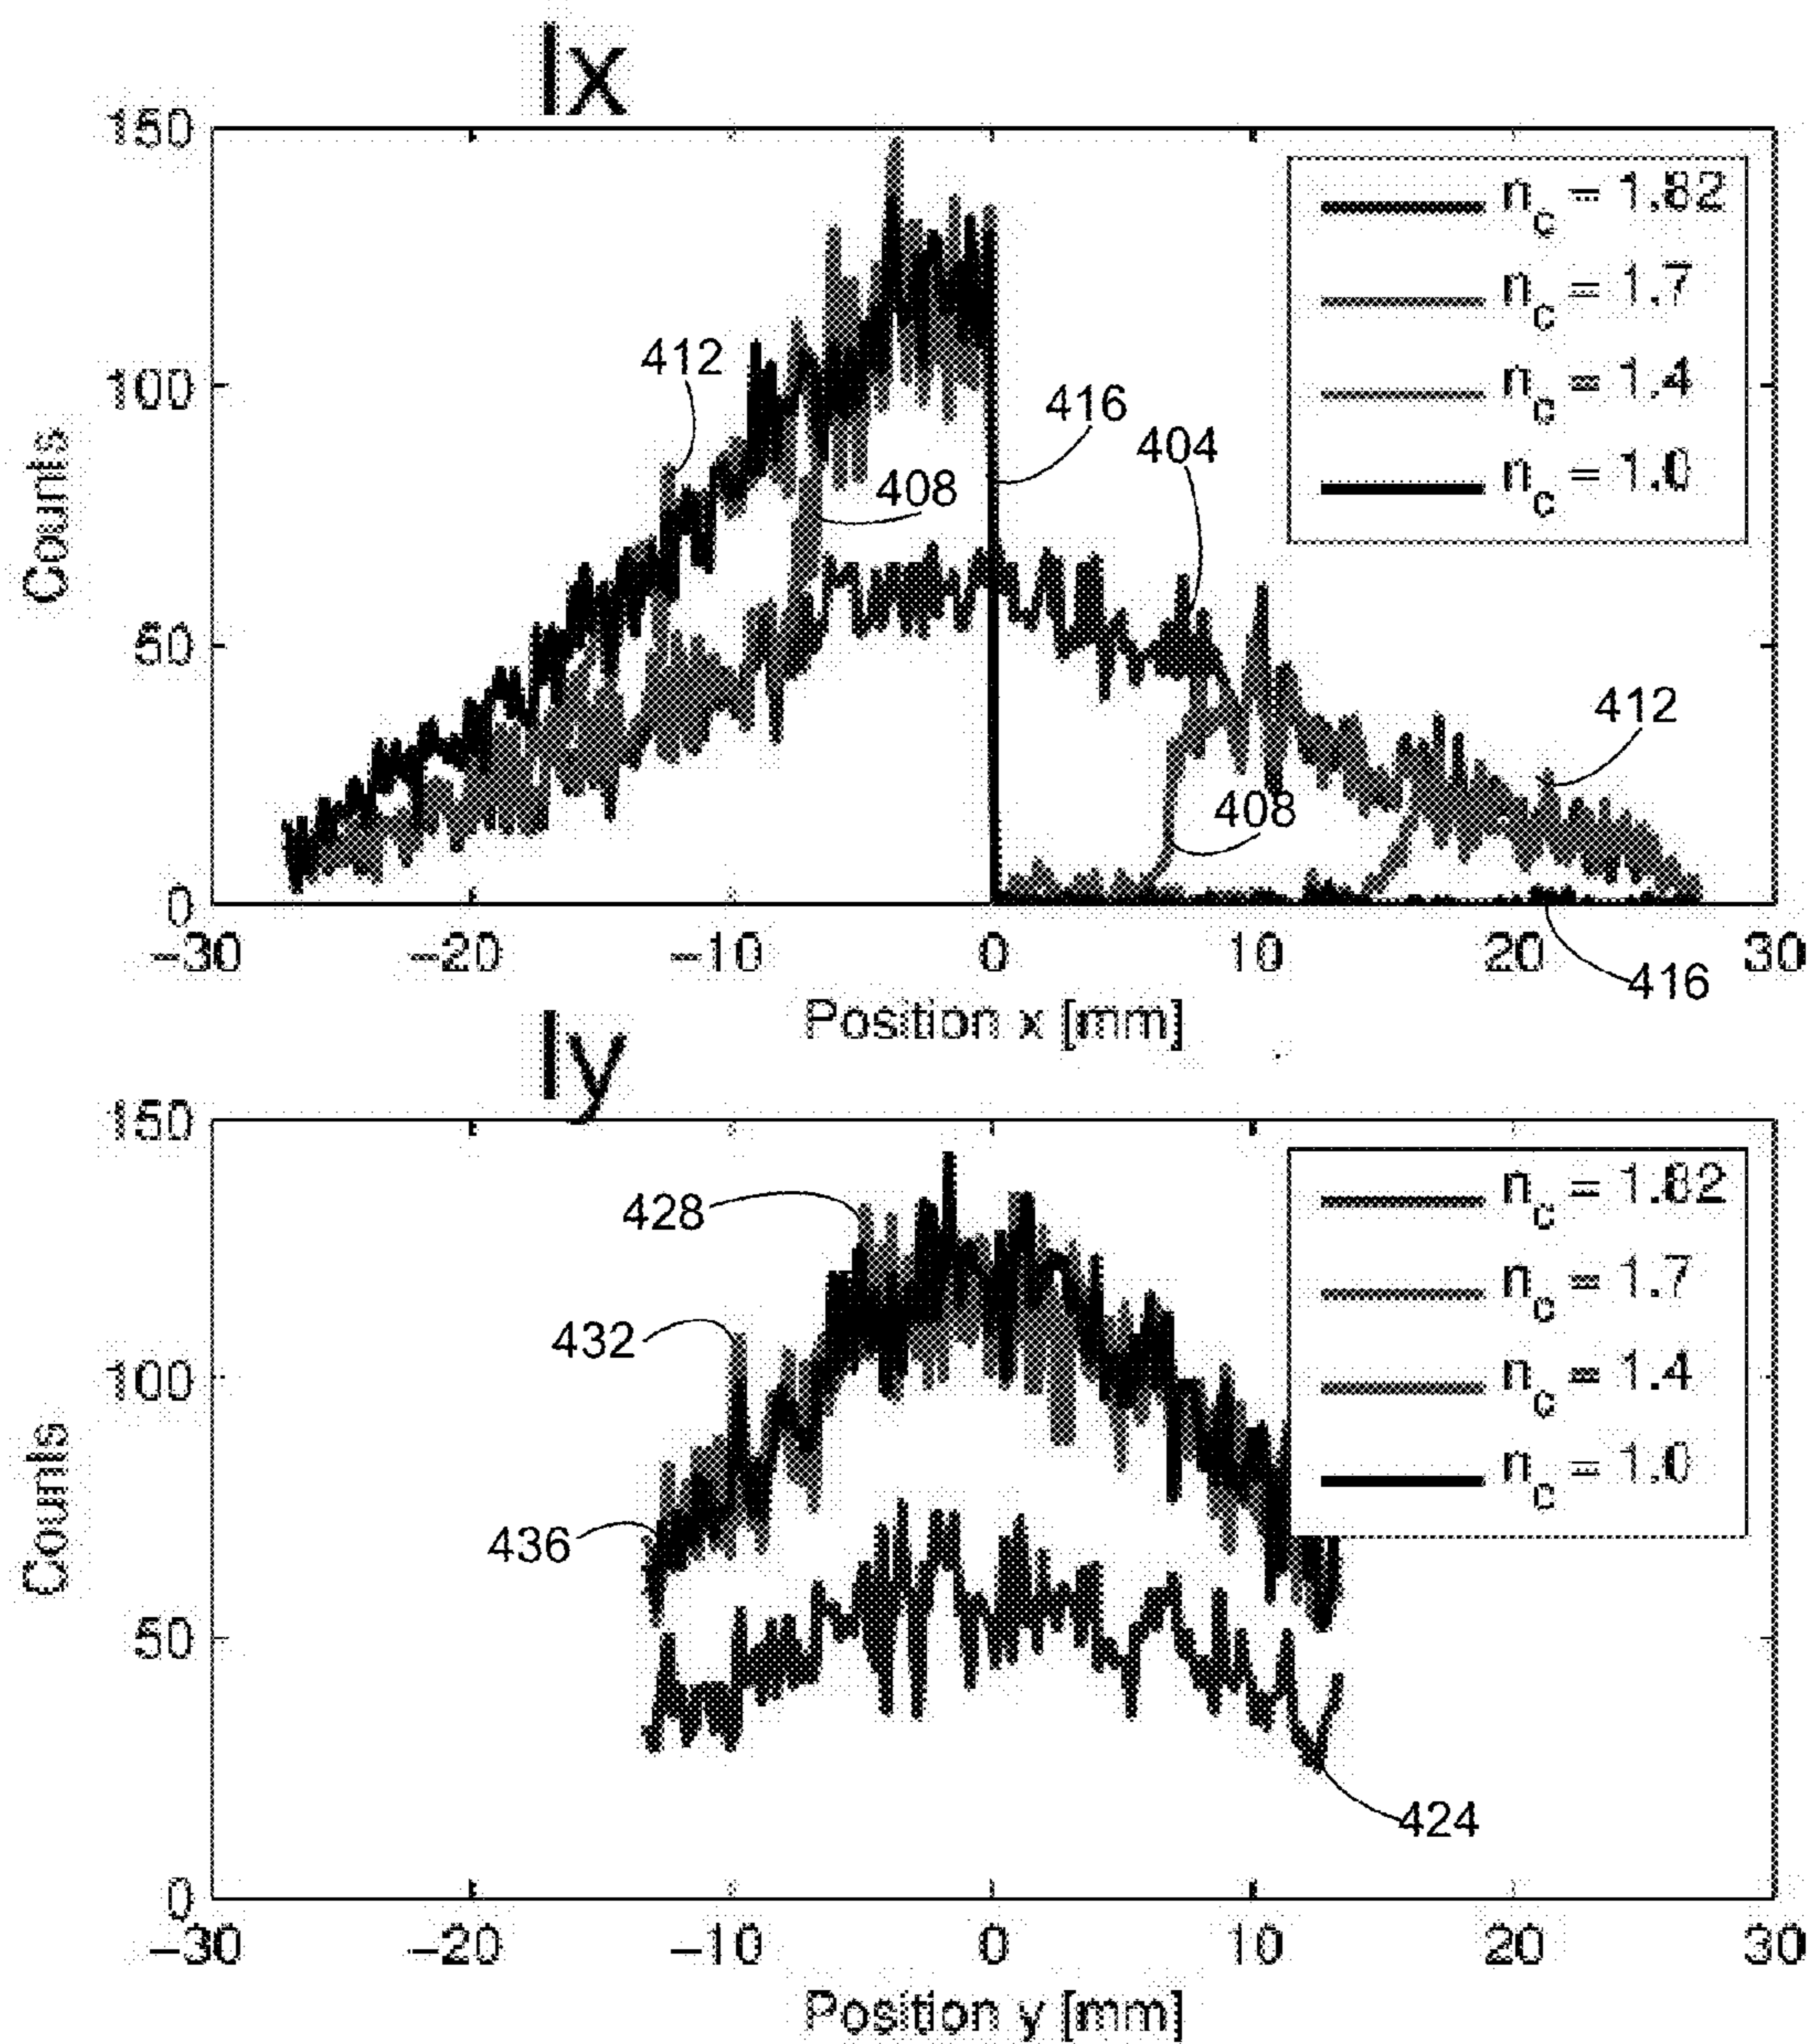 Ix
150
100
50
0
Counts
n_c = 1.82
n_c = 1.7
n_c = 1.4
n_c = 1.0
412
416
404
408
412
408
416
-30 -20 -10 0 10 20 30
Position x [mm]
Iy
150
100
50
0
Counts
n_c = 1.82
n_c = 1.7
n_c = 1.4
n_c = 1.0
428
432
436
424
-30 -20 -10 0 10 20 30
Position y [mm]